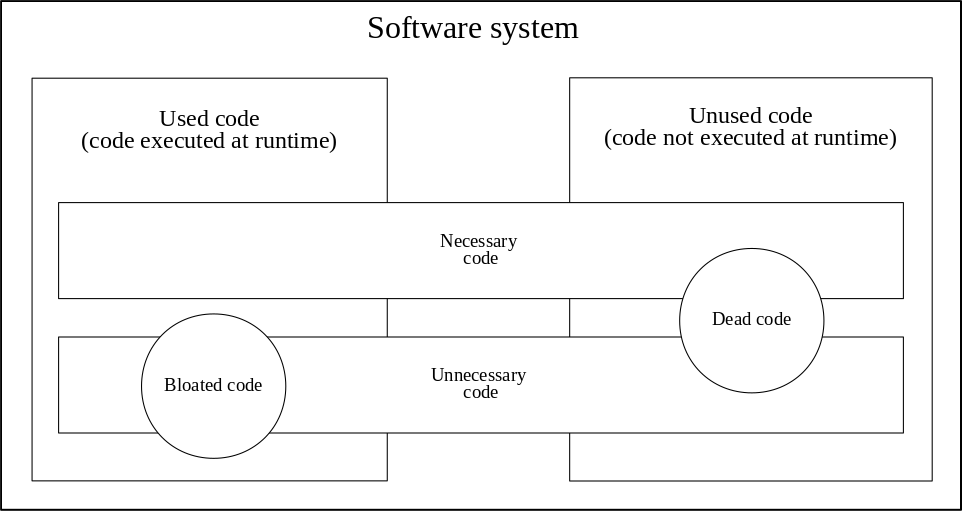 Software system
Used code
(code executed at runtime)
Unused code
(code not executed at runtime)
Necessary
code
Dead code
Unnecessary
code
Bloated code